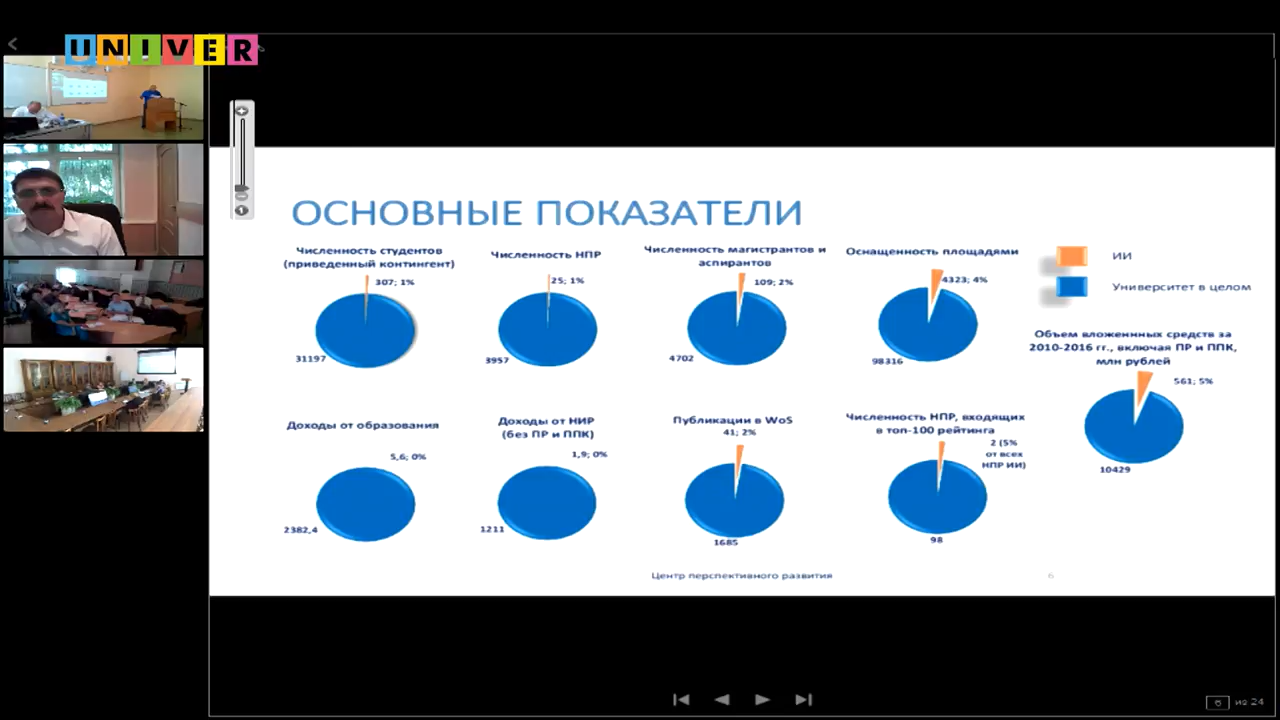 UNIVER
ОСНОВНЫЕ ПОКАЗАТЕЛИ
Численность студентов
(приведенный контингент)
307; 1%
31197
Численность НПР
25; 1%
3957
Численность магистрантов и
аспирантов
109; 2%
4702
Оснащенность площадями
4323; 4%
98316
ИИ
Университет в целом
Объем вложеннных средств за
2010-2016 гг., включая ПР и ППК,
млн рублей
561; 5%
10429
Доходы от образования
5,6; 0%
2382,4
Доходы от НИР
(без ПР и ППК)
1,9; 0%
1211
Публикации в WoS
41; 2%
1685
Численность НПР, входящих
в топ-100 рейтинга
2 (5%
от всех
НПР ИИ)
98
Центр перспективного развития
6
из 24